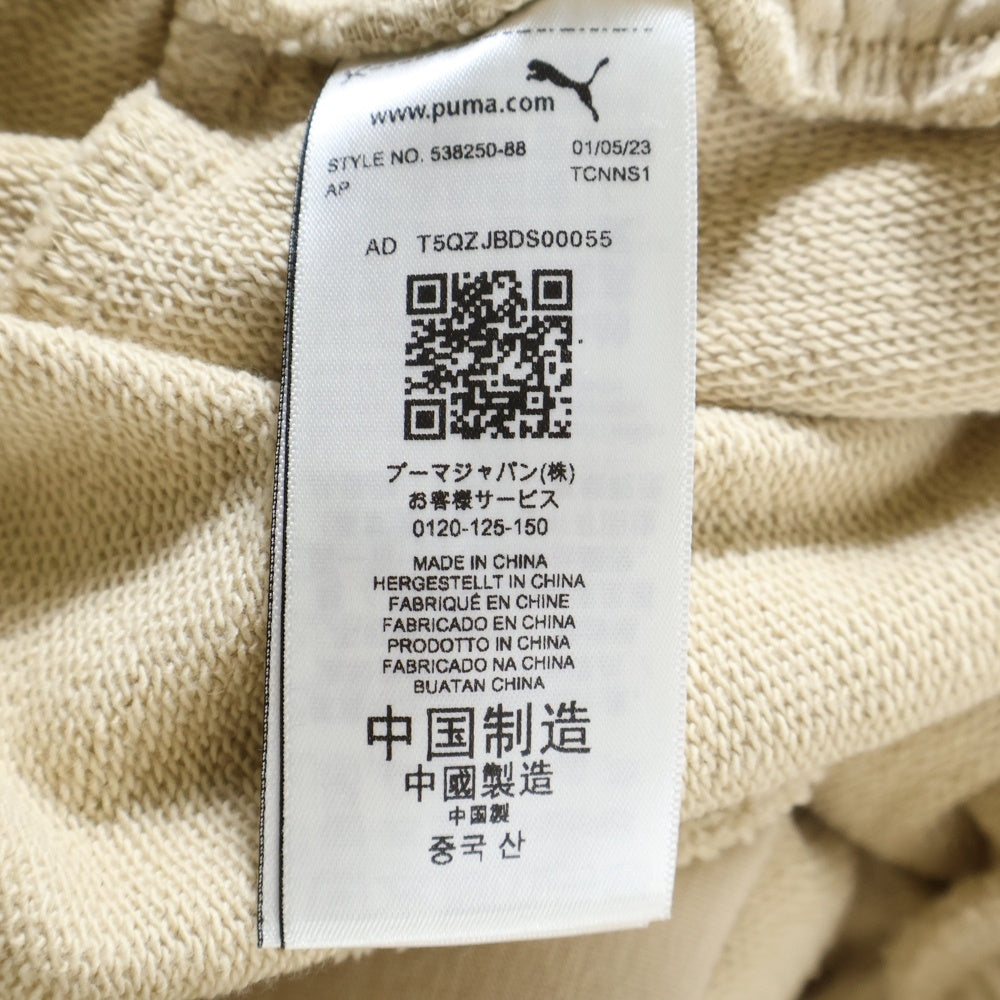 www.puma.com
STYLE NO. 538250-88 01/05/23
AP TCNNS1
AD T5QZJBDS00055
プーマジャパン(株)
お客様サービス
0120-125-150
MADE IN CHINA
HERGESTELLT IN CHINA
FABRIQUÉ EN CHINE
FABRICADO EN CHINA
PRODOTTO IN CHINA
FABRICADO NA CHINA
BUATAN CHINA
中国制造
中國製造
中国製
중국 산